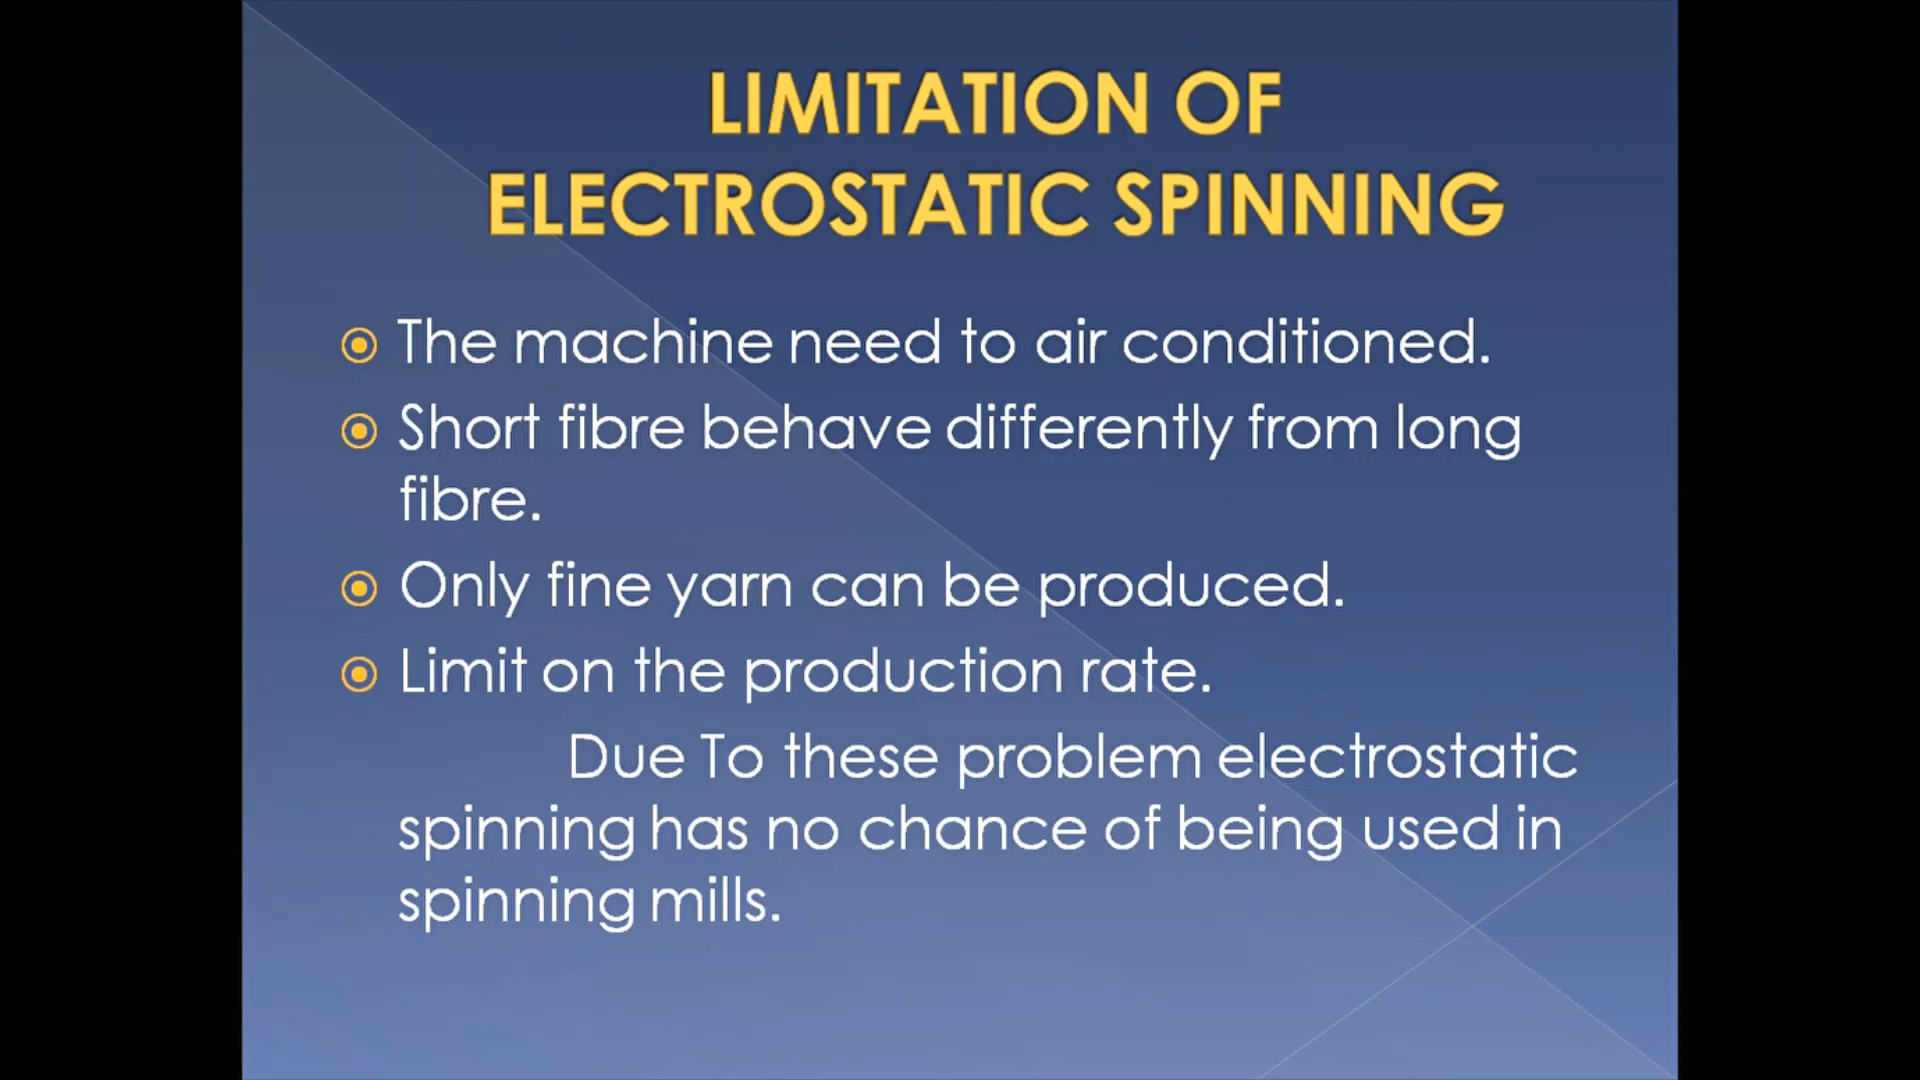 LIMITATION OF
ELECTROSTATIC SPINNING
The machine need to air conditioned.
Short fibre behave differently from long
fibre.
Only fine yarn can be produced.
Limit on the production rate.
Due To these problem electrostatic
spinning has no chance of being used in
spinning mills.